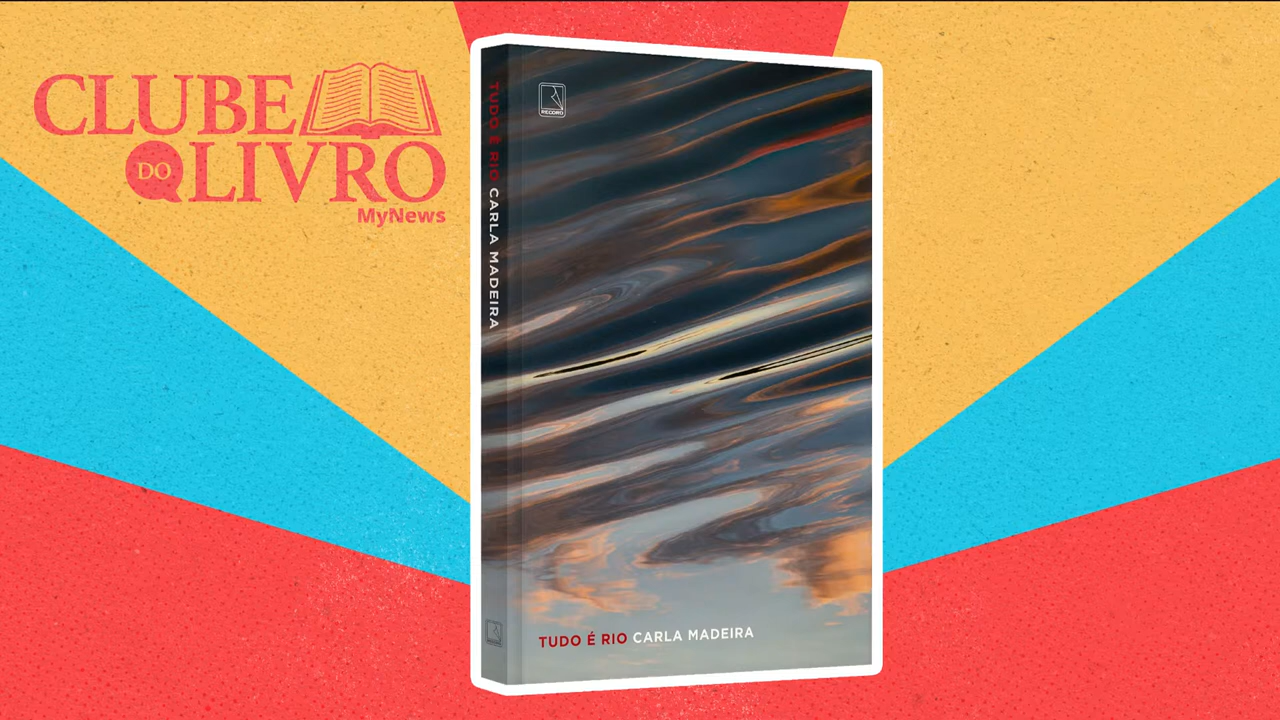 CLUBE
DO LIVRO
MyNews
TUDO É RIO CARLA MADEIRA
RECORD
TUDO É RIO CARLA MADEIRA